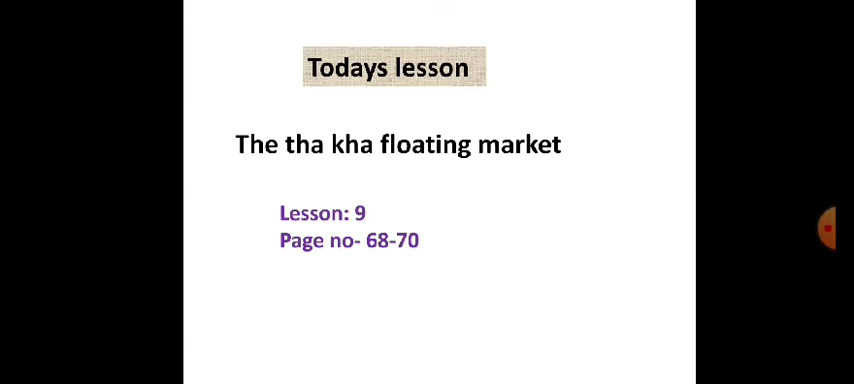 Todays lesson
The tha kha floating market
Lesson: 9
Page no- 68-70